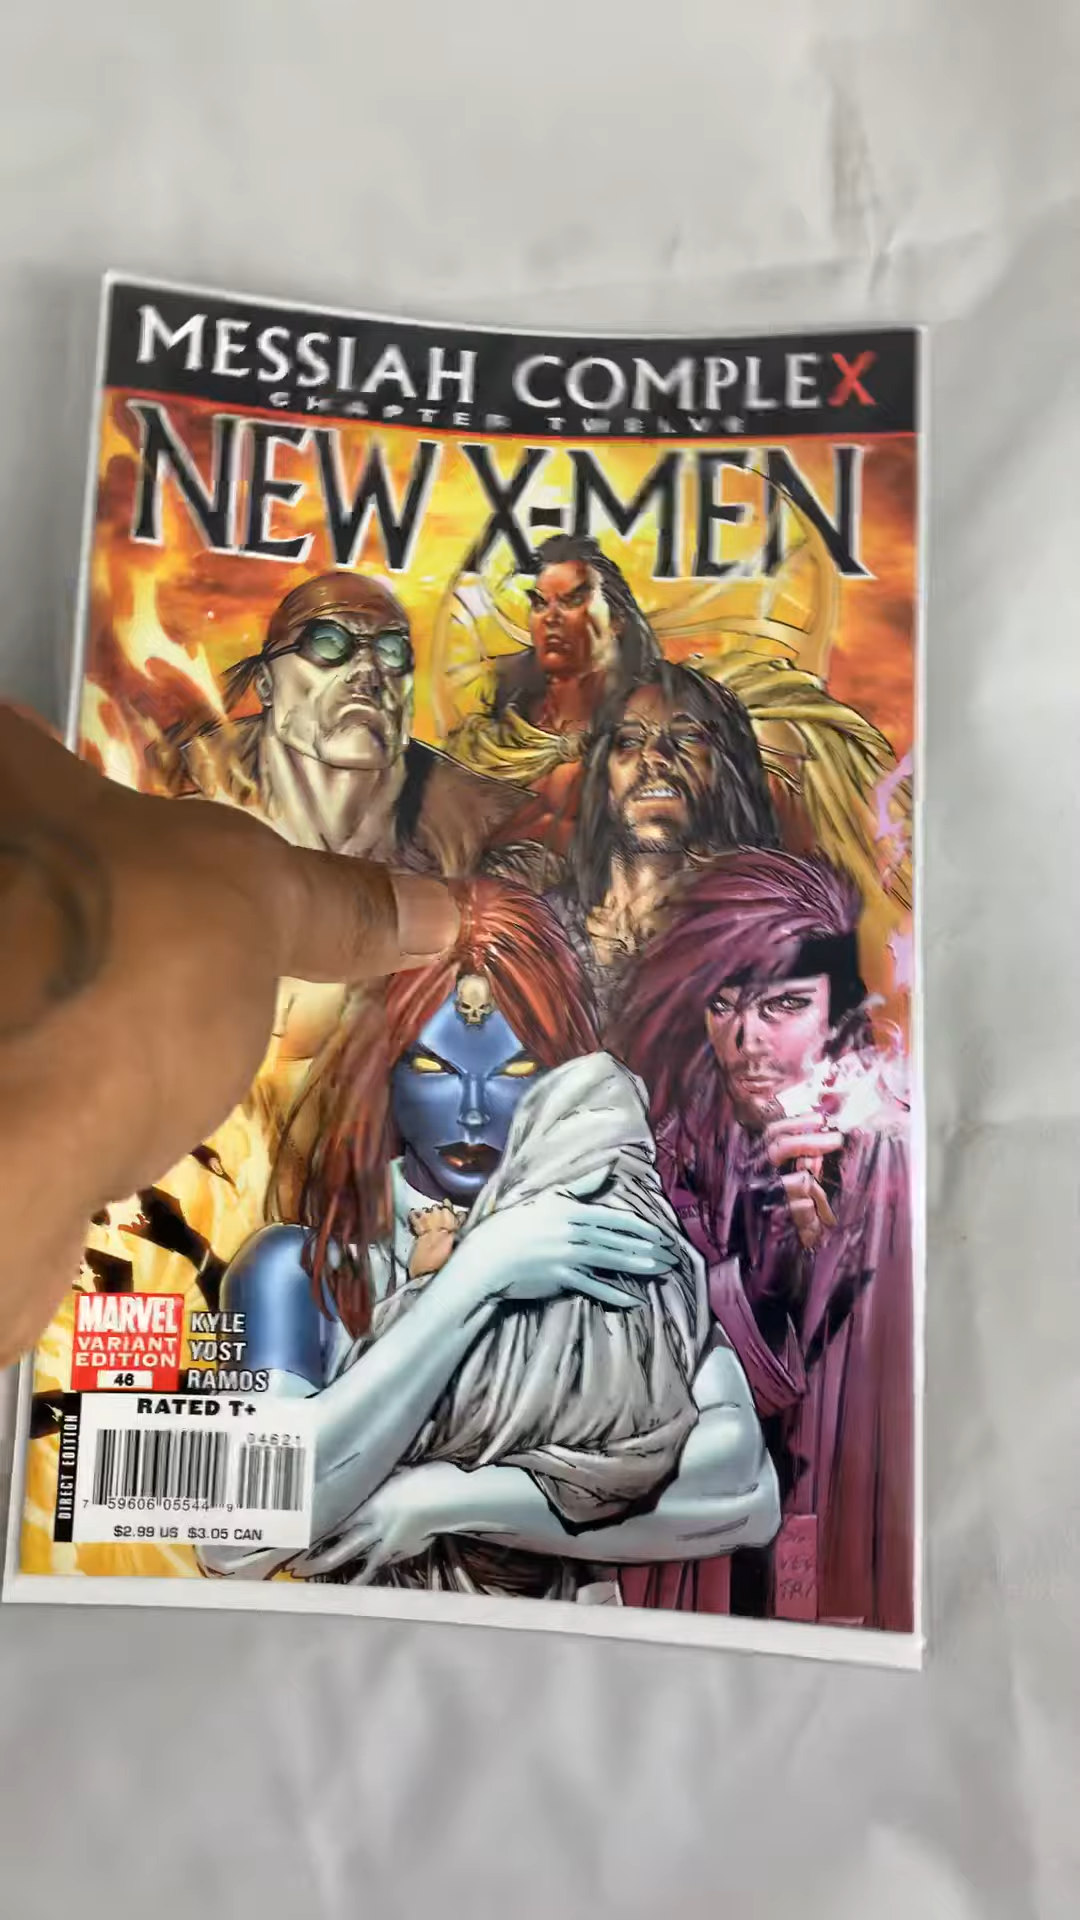 MESSIAH COMPLEX
CHAPTER TWELVE
NEW X-MEN
MARVEL
VARIANT
EDITION
46
KYLE
YOST
RAMOS
RATED T+
DIRECT EDITION
04621
7 59606 05544 9
$2.99 US $3.05 CAN